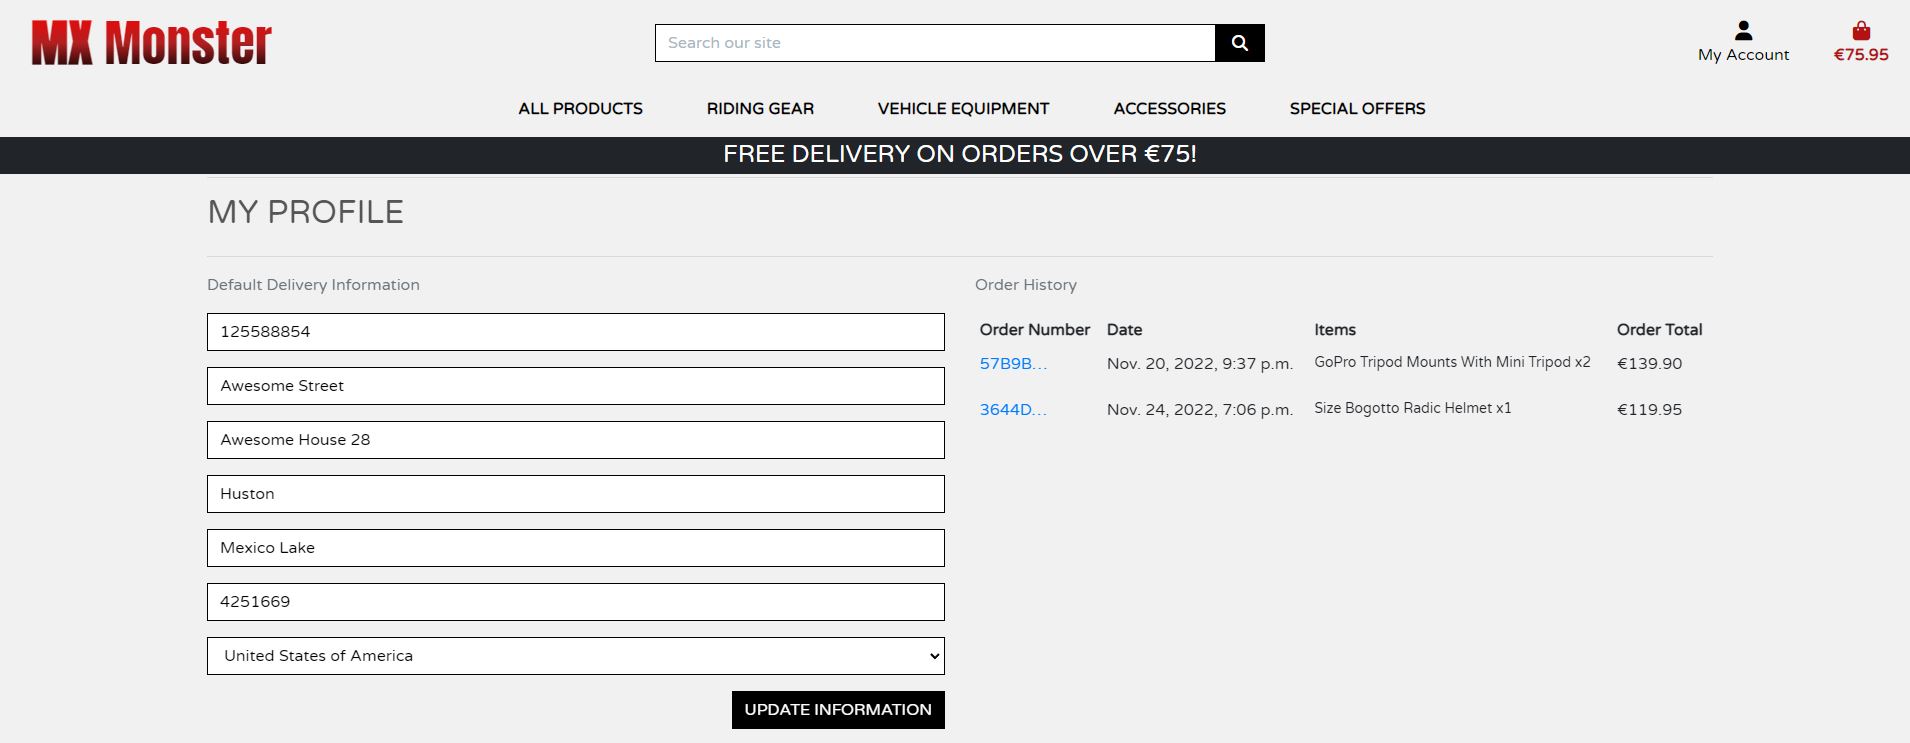 MX Monster
Search our site
My Account
€75.95
ALL PRODUCTS RIDING GEAR VEHICLE EQUIPMENT ACCESSORIES SPECIAL OFFERS
FREE DELIVERY ON ORDERS OVER €75!
MY PROFILE
Default Delivery Information
125588854
Awesome Street
Awesome House 28
Huston
Mexico Lake
4251669
United States of America
UPDATE INFORMATION
Order History
Order Number Date Items Order Total
57B9B... Nov. 20, 2022, 9:37 p.m. GoPro Tripod Mounts With Mini Tripod x2 €139.90
3644D... Nov. 24, 2022, 7:06 p.m. Size Bogotto Radic Helmet x1 €119.95